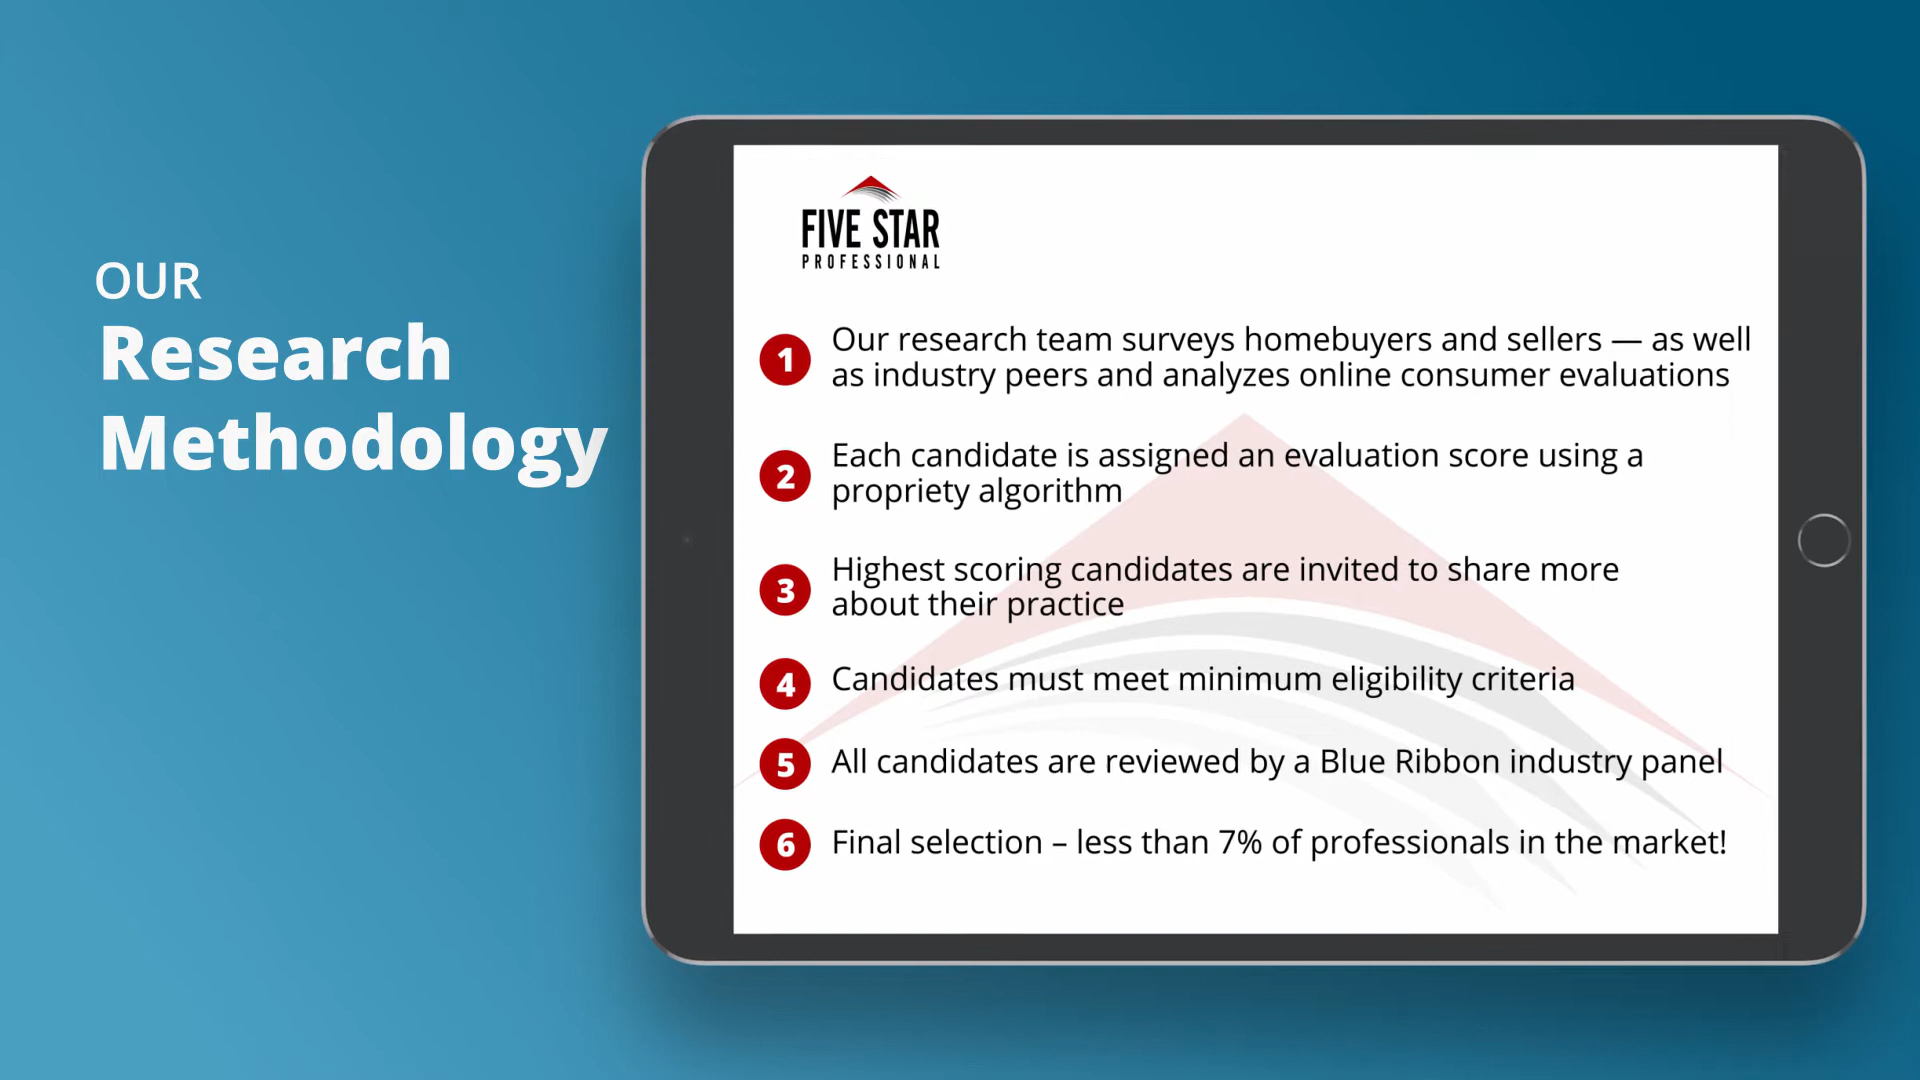 OUR
Research
Methodology
FIVE STAR
PROFESSIONAL
1 Our research team surveys homebuyers and sellers — as well
as industry peers and analyzes online consumer evaluations
2 Each candidate is assigned an evaluation score using a
propriety algorithm
3 Highest scoring candidates are invited to share more
about their practice
4 Candidates must meet minimum eligibility criteria
5 All candidates are reviewed by a Blue Ribbon industry panel
6 Final selection – less than 7% of professionals in the market!